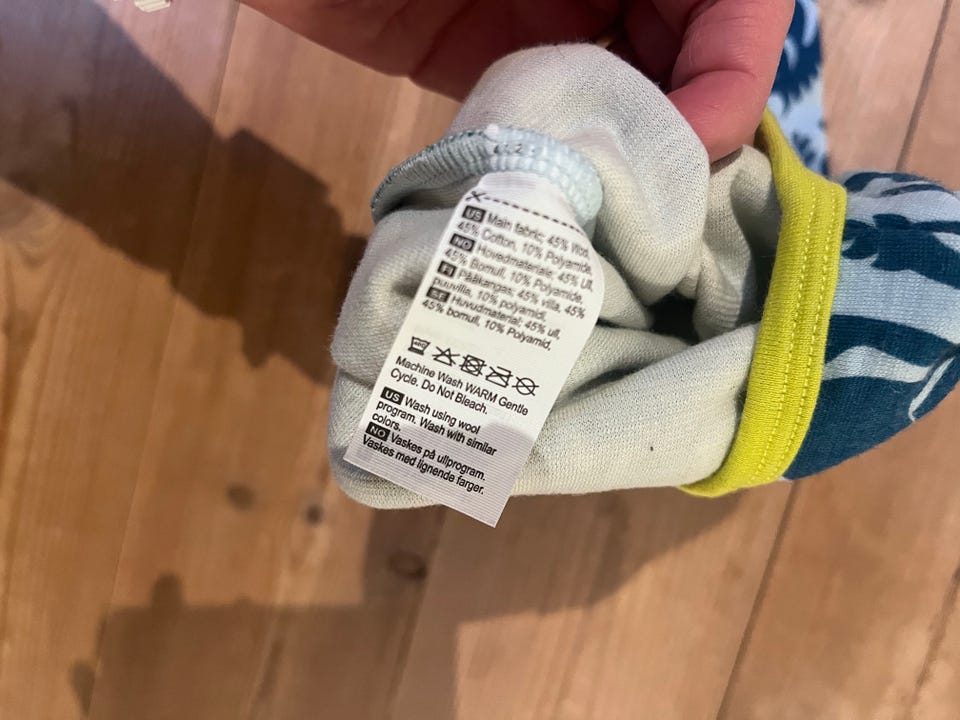 US Main fabric: 45% Wool,
45% Cotton, 10% Polyamide,
NO Hovedmateriale: 45% Ull,
45% Bomull, 10% Polyamide,
FI Pääkangas: 45% villa, 45%
puuvilla, 10% polyamidi,
SE Huvudmaterial: 45% ull,
45% bomull, 10% Polyamid,
Machine Wash WARM Gentle
Cycle. Do Not Bleach.
US Wash using wool
program. Wash with similar
colors.
NO Vaskes på ullprogram.
Vaskes med lignende farger.